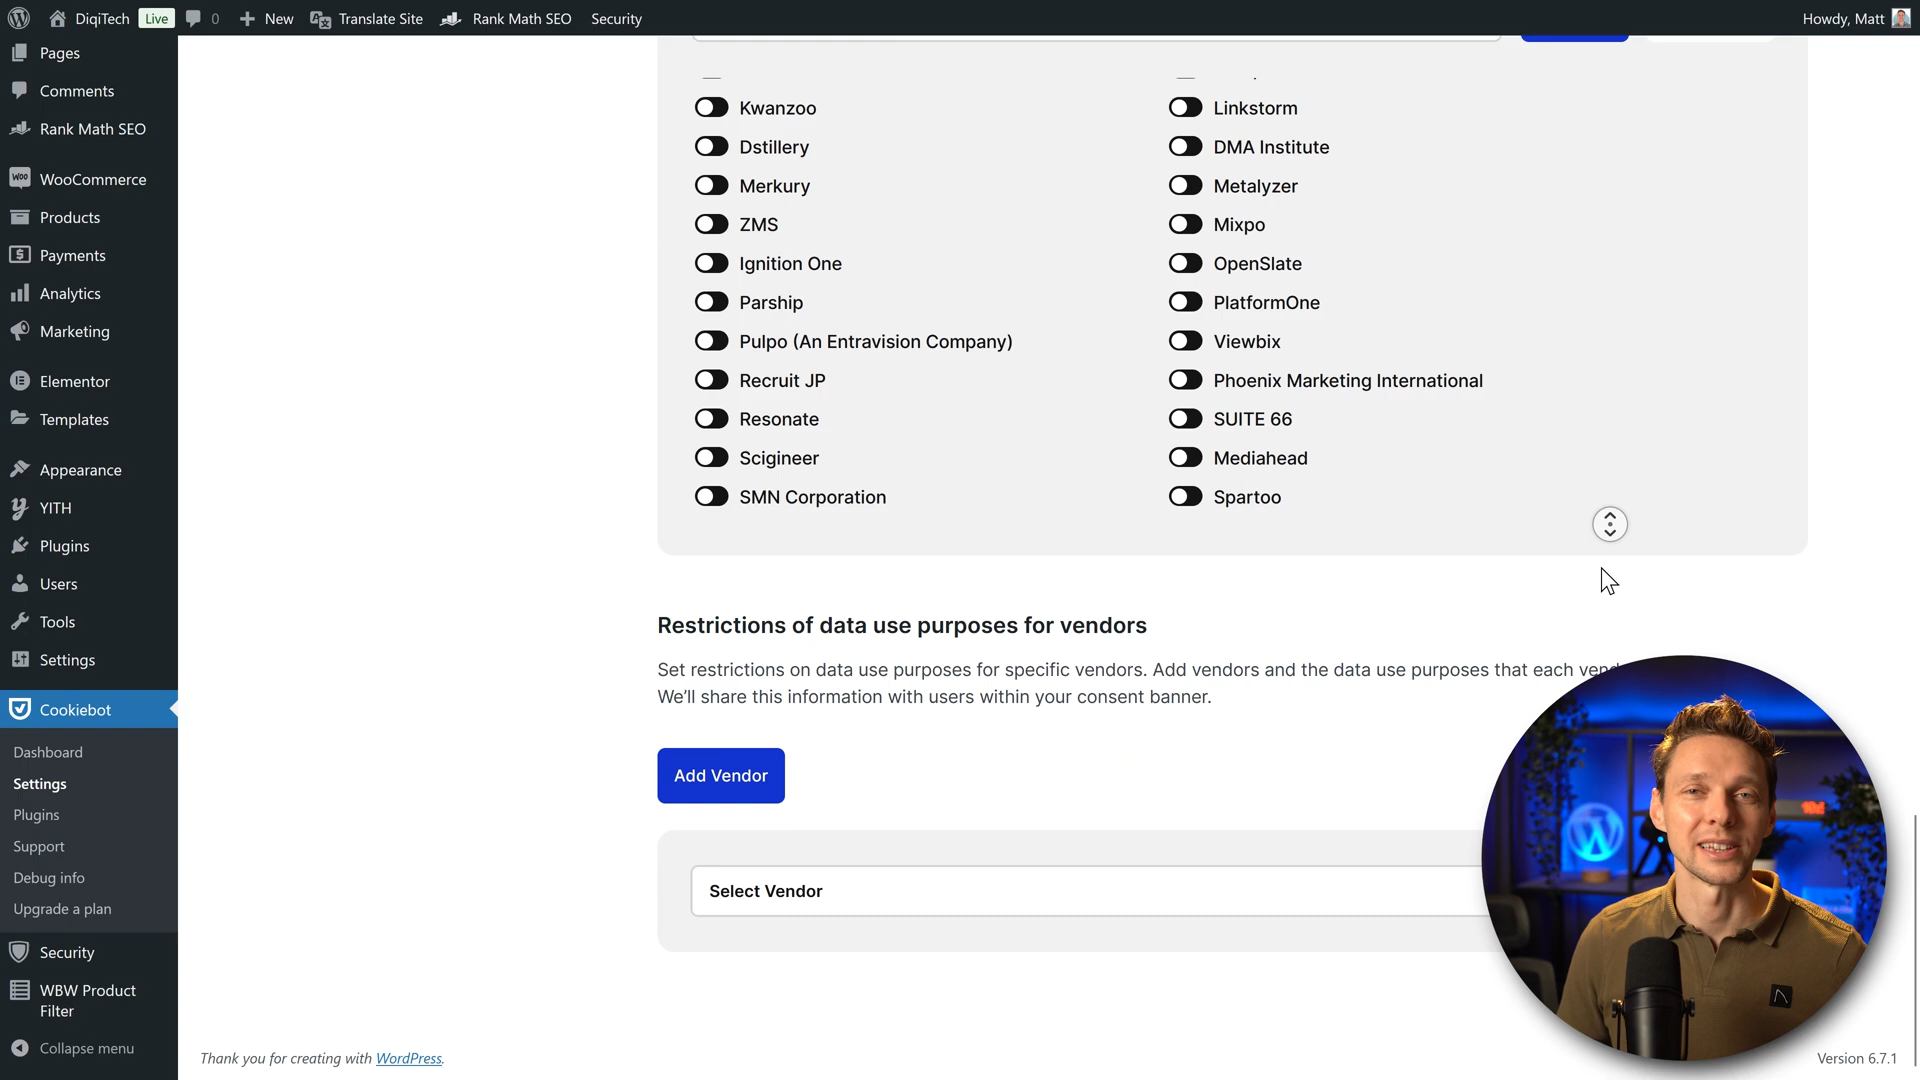 DiqiTech Live 0 New Translate Site Rank Math SEO Security Howdy, Matt
Pages
Comments
Rank Math SEO
WooCommerce
Products
Payments
Analytics
Marketing
Elementor
Templates
Appearance
YITH
Plugins
Users
Tools
Settings
Cookiebot
Dashboard
Settings
Plugins
Support
Debug info
Upgrade a plan
Security
WBW Product
Filter
Collapse menu
Kwanzoo Linkstorm
Dstillery DMA Institute
Merkury Metalyzer
ZMS Mixpo
Ignition One OpenSlate
Parship PlatformOne
Pulpo (An Entravision Company) Viewbix
Recruit JP Phoenix Marketing International
Resonate SUITE 66
Scigineer Mediahead
SMN Corporation Spartoo
Restrictions of data use purposes for vendors
Set restrictions on data use purposes for specific vendors. Add vendors and the data use purposes that each
We'll share this information with users within your consent banner.
Add Vendor
Select Vendor
Thank you for creating with WordPress.
Version 6.7.1